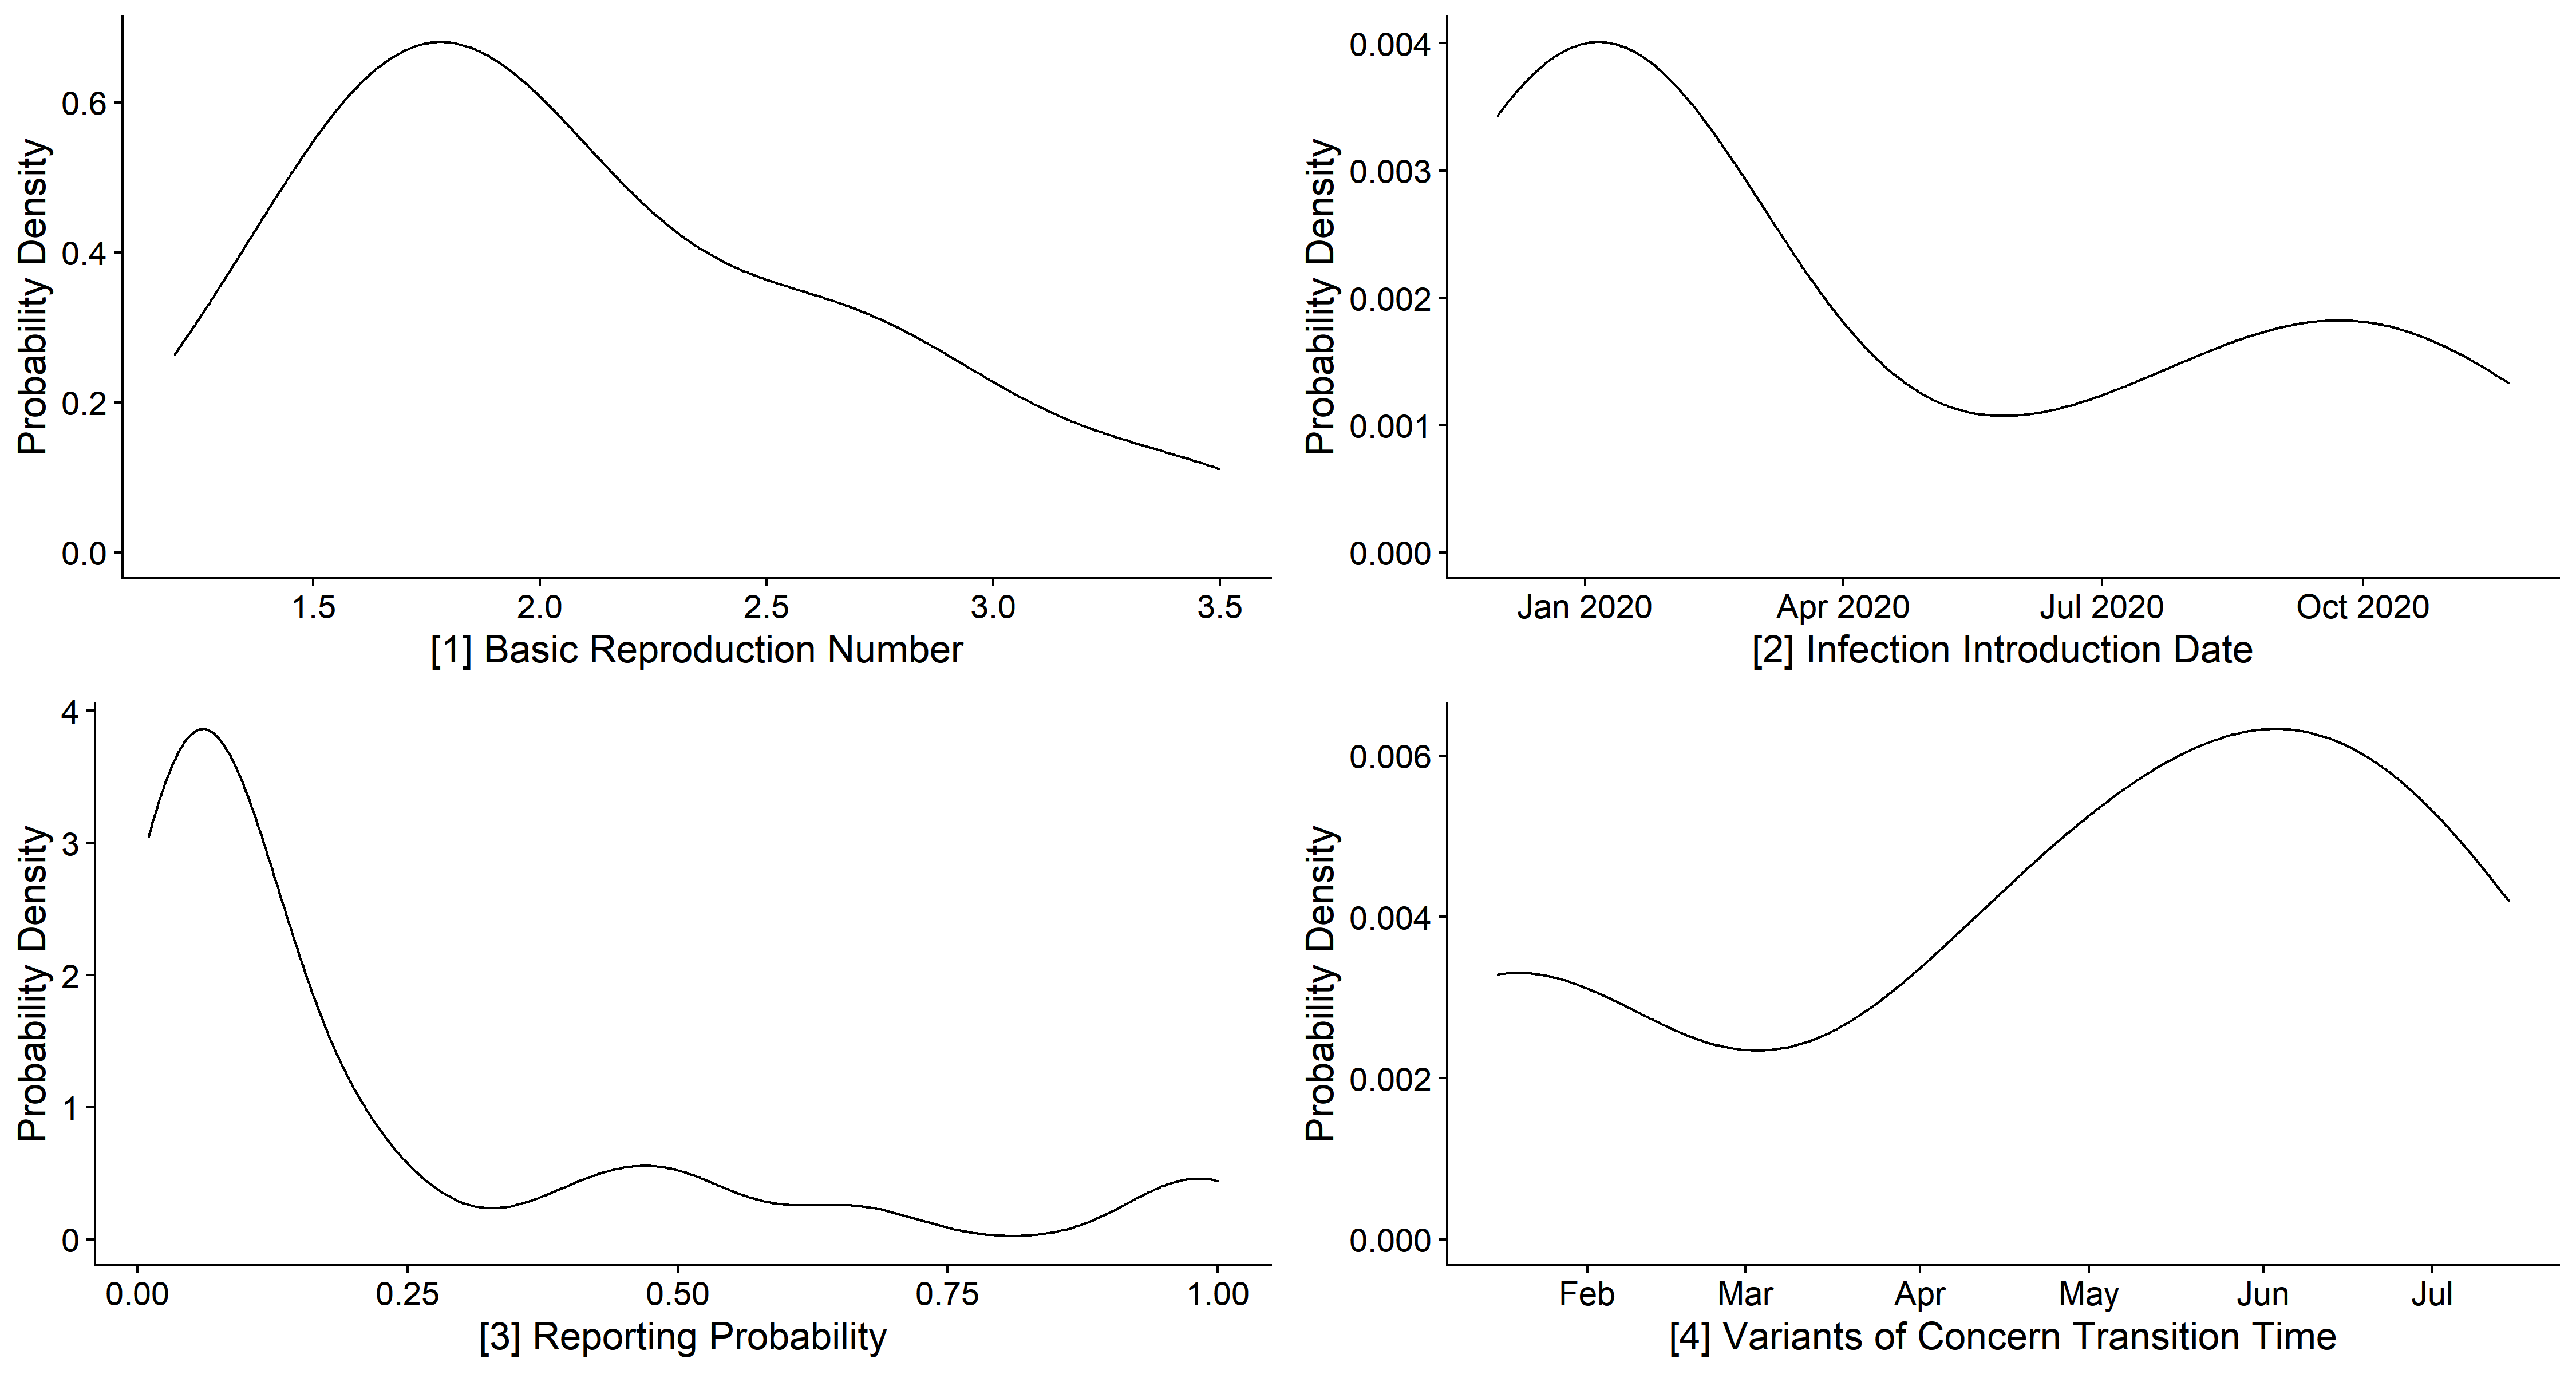 Probability Density
0.6
0.4
0.2
0.0
1.5 2.0 2.5 3.0 3.5
[1] Basic Reproduction Number
Probability Density
0.004
0.003
0.002
0.001
0.000
Jan 2020 Apr 2020 Jul 2020 Oct 2020
[2] Infection Introduction Date
Probability Density
4
3
2
1
0
0.00 0.25 0.50 0.75 1.00
[3] Reporting Probability
Probability Density
0.006
0.004
0.002
0.000
Feb Mar Apr May Jun Jul
[4] Variants of Concern Transition Time